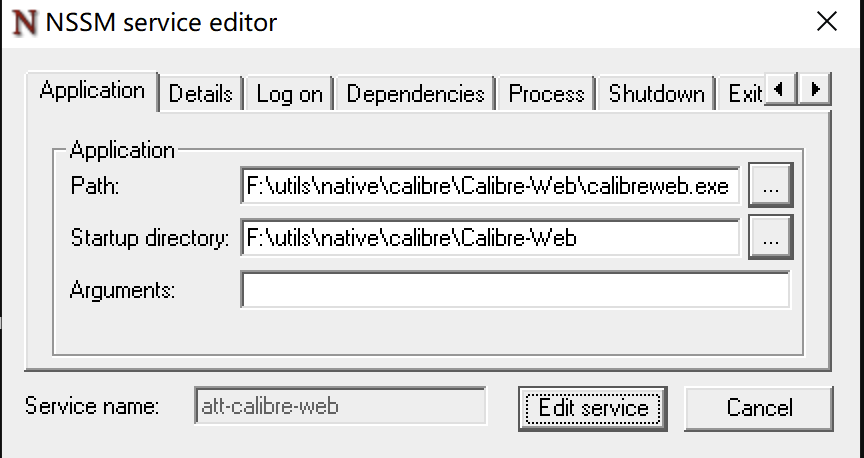 NSSM service editor
Application Details Log on Dependencies Process Shutdown Exit
Application
Path: F:\utils\native\calibre\Calibre-Web\calibreweb.exe ...
Startup directory: F:\utils\native\calibre\Calibre-Web ...
Arguments:
Service name: att-calibre-web Edit service Cancel